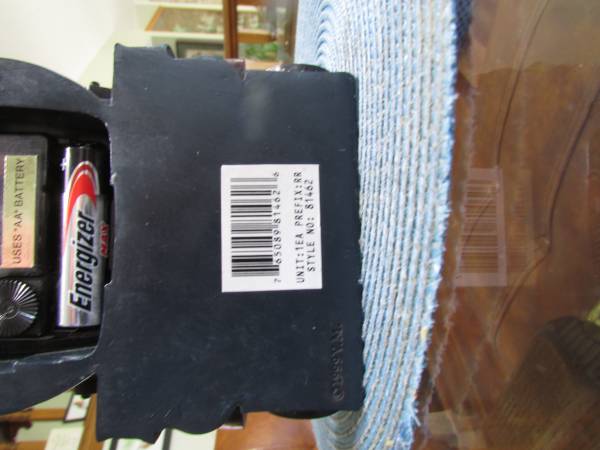 USES "AA" BATTERY
Energizer
MAX
7 65089 81462 6
UNIT:1EA PREFIX:RR
STYLE NO: 81462